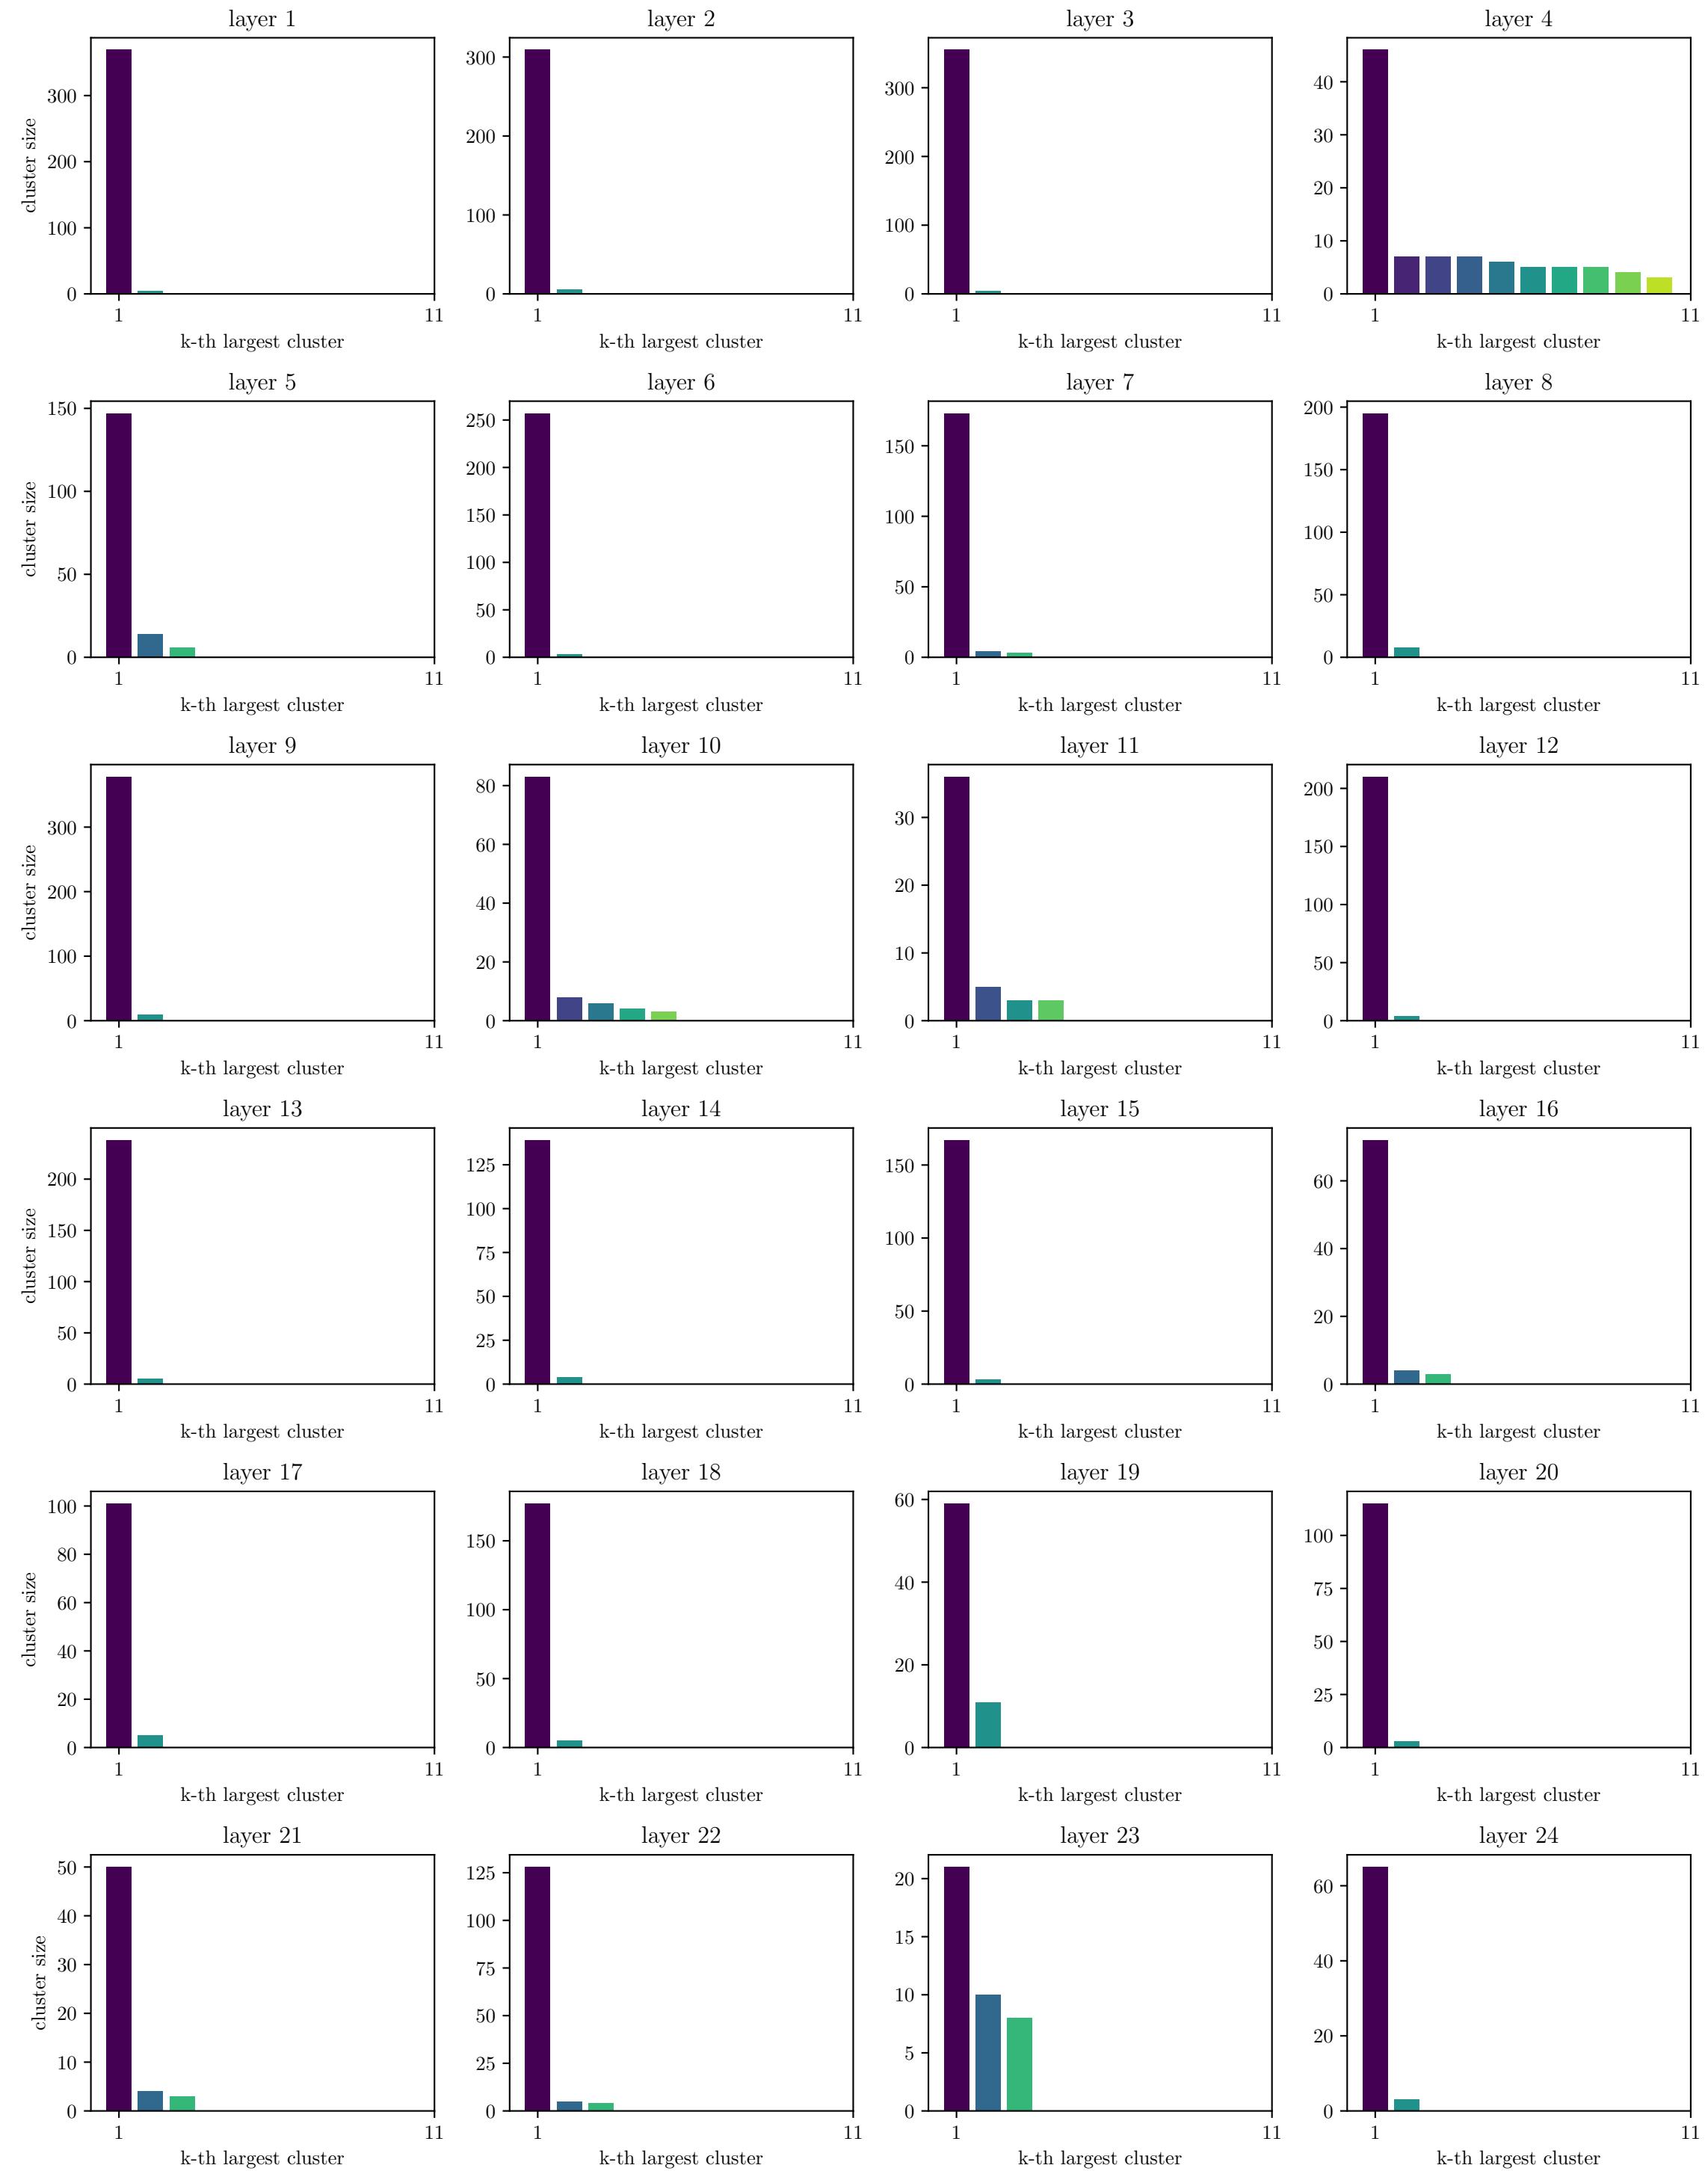 layer 1
layer 2
layer 3
layer 4
cluster size
300
200
100
0
300
200
100
0
300
200
100
0
40
30
20
10
0
1 11
1 11
1 11
1 11
k-th largest cluster
k-th largest cluster
k-th largest cluster
k-th largest cluster
layer 5
layer 6
layer 7
layer 8
cluster size
150
100
50
0
250
200
150
100
50
0
150
100
50
0
200
150
100
50
0
1 11
1 11
1 11
1 11
k-th largest cluster
k-th largest cluster
k-th largest cluster
k-th largest cluster
layer 9
layer 10
layer 11
layer 12
cluster size
300
200
100
0
80
60
40
20
0
30
20
10
0
200
150
100
50
0
1 11
1 11
1 11
1 11
k-th largest cluster
k-th largest cluster
k-th largest cluster
k-th largest cluster
layer 13
layer 14
layer 15
layer 16
cluster size
200
150
100
50
0
125
100
75
50
25
0
150
100
50
0
60
40
20
0
1 11
1 11
1 11
1 11
k-th largest cluster
k-th largest cluster
k-th largest cluster
k-th largest cluster
layer 17
layer 18
layer 19
layer 20
cluster size
100
80
60
40
20
0
150
100
50
0
60
40
20
0
100
75
50
25
0
1 11
1 11
1 11
1 11
k-th largest cluster
k-th largest cluster
k-th largest cluster
k-th largest cluster
layer 21
layer 22
layer 23
layer 24
cluster size
50
40
30
20
10
0
125
100
75
50
25
0
20
15
10
5
0
60
40
20
0
1 11
1 11
1 11
1 11
k-th largest cluster
k-th largest cluster
k-th largest cluster
k-th largest cluster